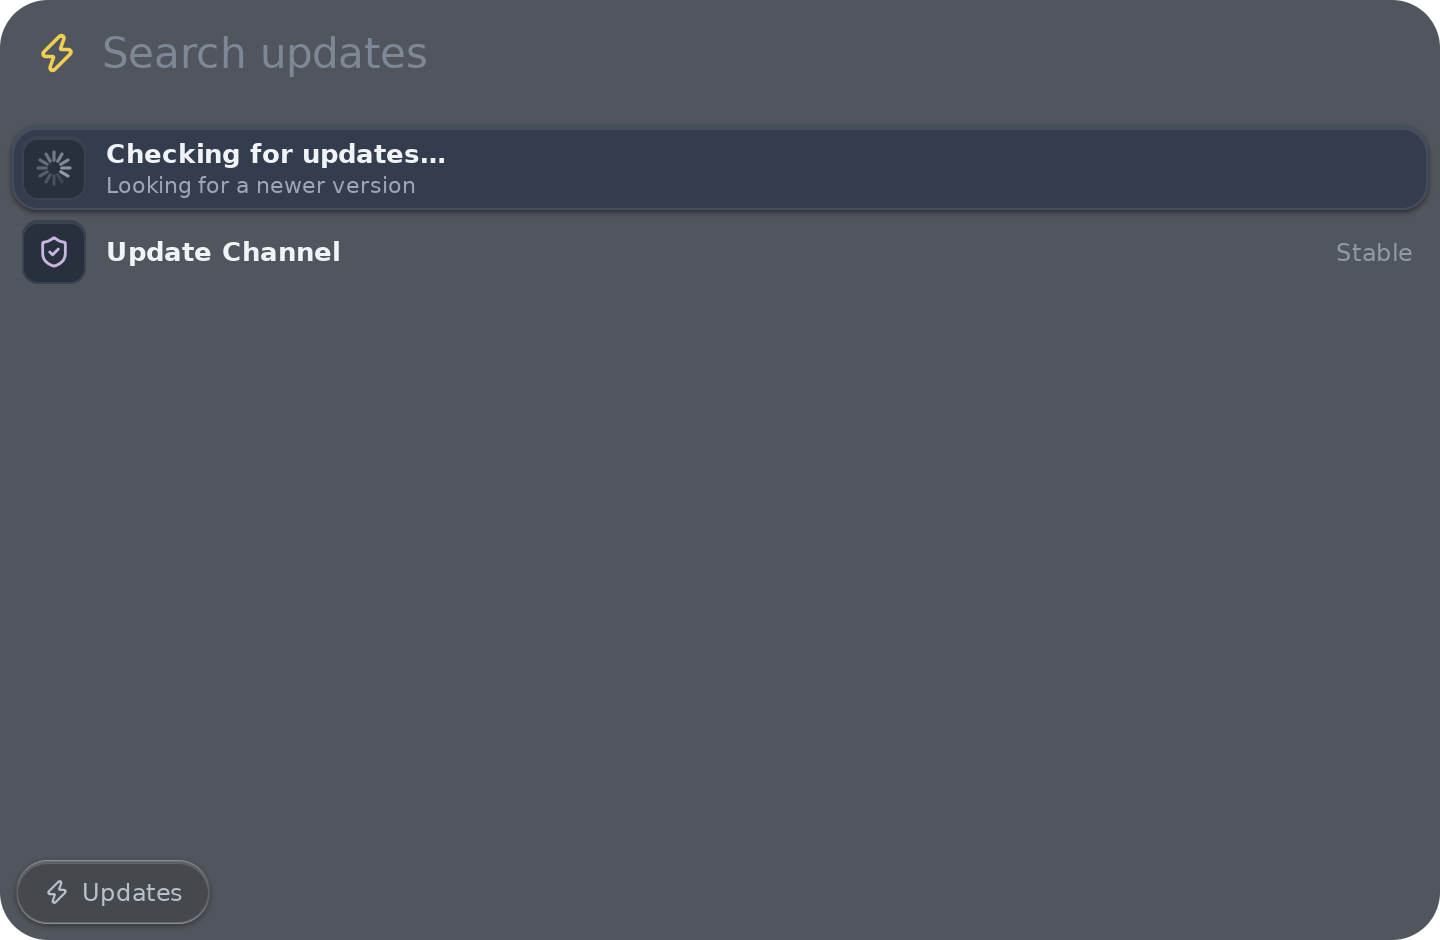 Search updates
Checking for updates…
Looking for a newer version
Update Channel
Stable
Updates